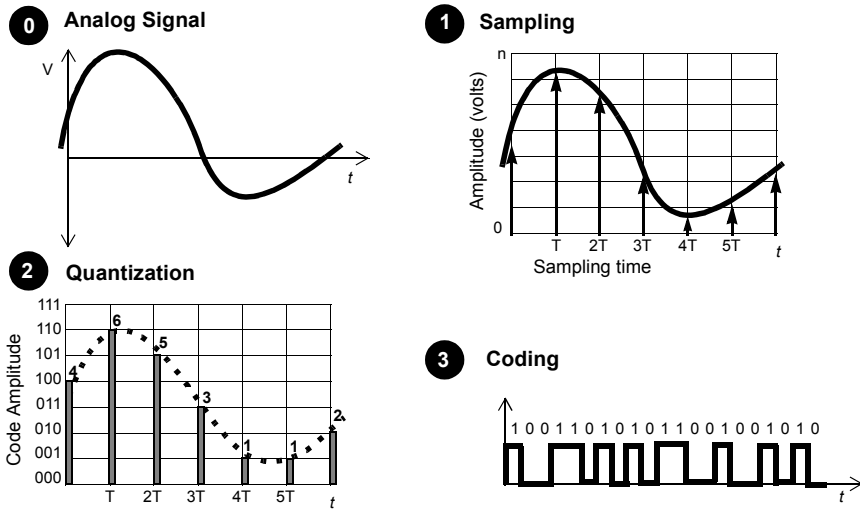 0 Analog Signal
V
t
1 Sampling
n
Amplitude (volts)
0
T 2T 3T 4T 5T t
Sampling time
2 Quantization
111
110
101
100
011
010
001
000
Code Amplitude
4 6 5 3 1 1 2
T 2T 3T 4T 5T t
3 Coding
1 0 0 1 1 0 1 0 1 0 1 1 0 0 1 0 0 1 0 1 0
t